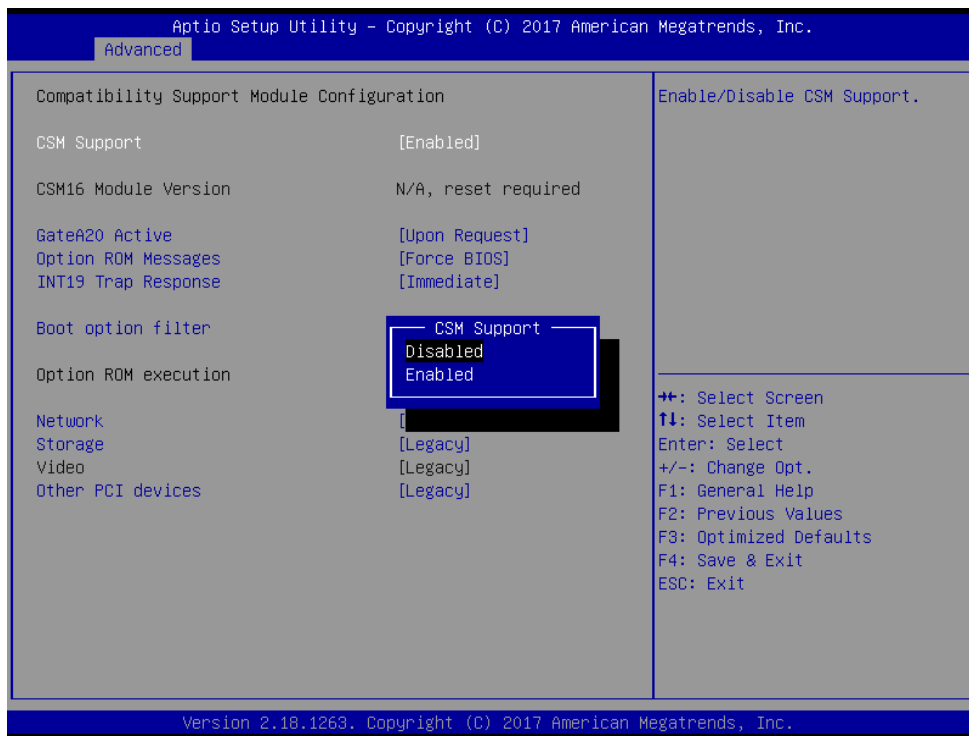 Aptio Setup Utility – Copyright (C) 2017 American Megatrends, Inc.
Advanced
Compatibility Support Module Configuration
Enable/Disable CSM Support.
CSM Support [Enabled]
CSM16 Module Version N/A, reset required
GateA20 Active [Upon Request]
Option ROM Messages [Force BIOS]
INT19 Trap Response [Immediate]
Boot option filter
CSM Support
Disabled
Enabled
Option ROM execution
Network [
Storage [Legacy]
Video [Legacy]
Other PCI devices [Legacy]
→←: Select Screen
↑↓: Select Item
Enter: Select
+/-: Change Opt.
F1: General Help
F2: Previous Values
F3: Optimized Defaults
F4: Save & Exit
ESC: Exit
Version 2.18.1263. Copyright (C) 2017 American Megatrends, Inc.